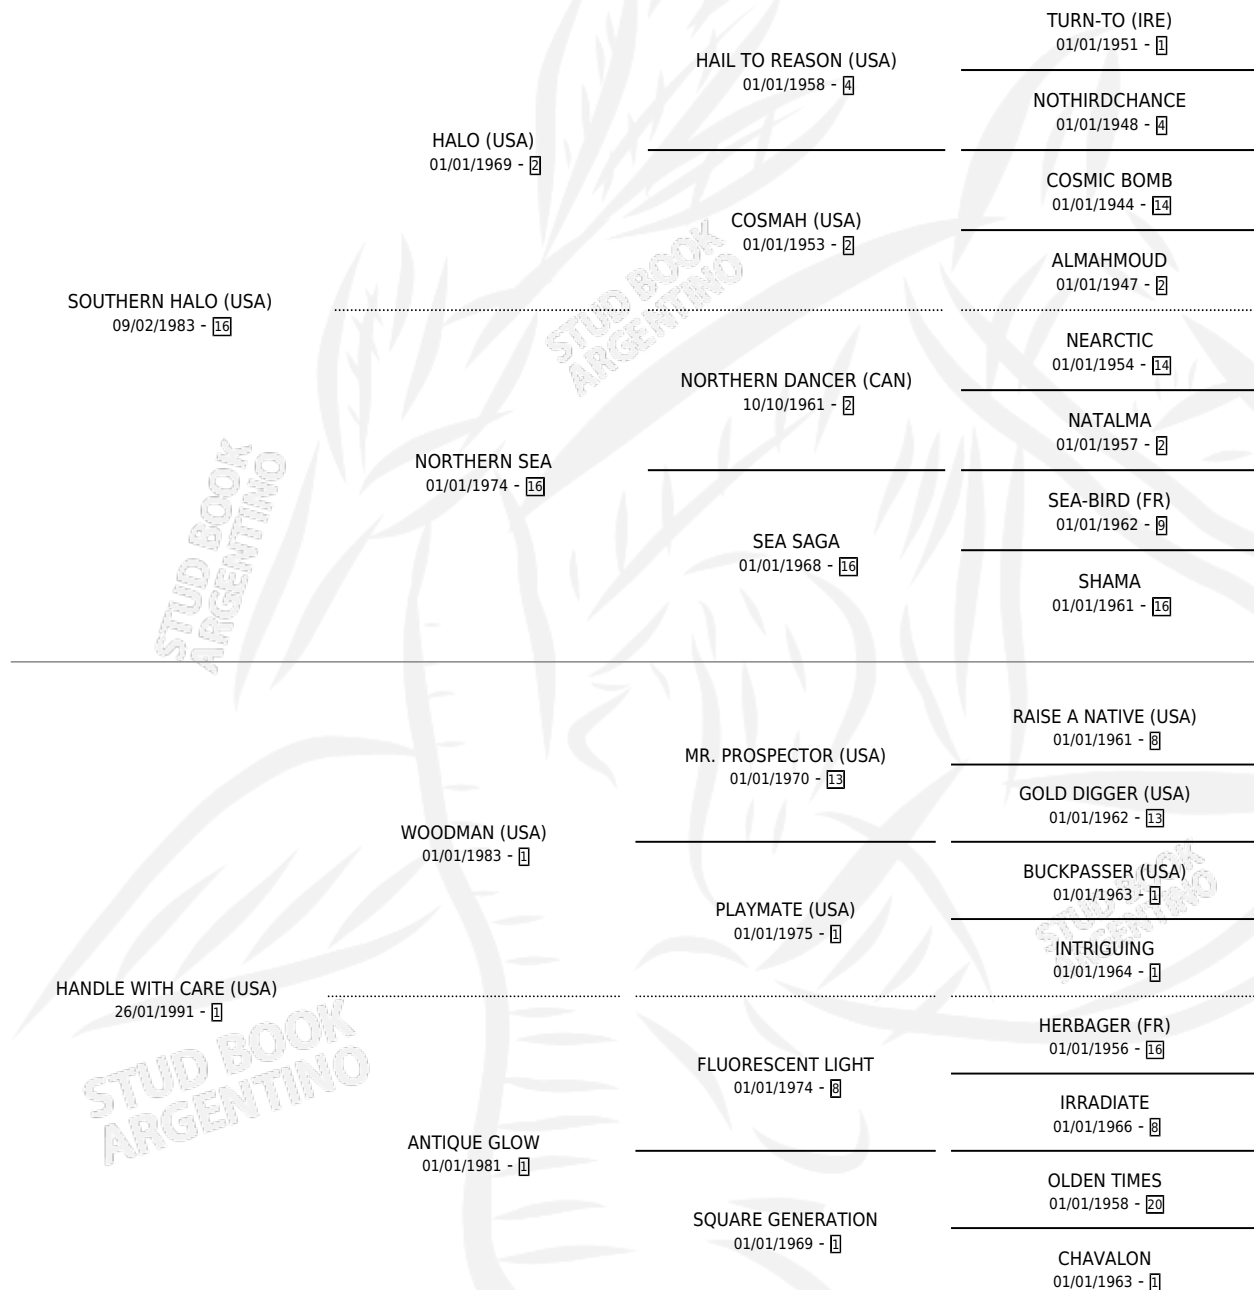 TURN-TO (IRE)
01/01/1951 - 1
HAIL TO REASON (USA)
01/01/1958 - 4
NOTHIRDCHANCE
01/01/1948 - 4
HALO (USA)
01/01/1969 - 2
COSMIC BOMB
01/01/1944 - 14
COSMAH (USA)
01/01/1953 - 2
ALMAHMOUD
01/01/1947 - 2
SOUTHERN HALO (USA)
09/02/1983 - 16
STUD BOOK
ARGENTINO
NEARCTIC
01/01/1954 - 14
NORTHERN DANCER (CAN)
10/10/1961 - 2
NATALMA
01/01/1957 - 2
NORTHERN SEA
01/01/1974 - 16
SEA-BIRD (FR)
01/01/1962 - 9
SEA SAGA
01/01/1968 - 16
SHAMA
01/01/1961 - 16
STUD BOOK
ARGENTINO
RAISE A NATIVE (USA)
01/01/1961 - 8
MR. PROSPECTOR (USA)
01/01/1970 - 13
GOLD DIGGER (USA)
01/01/1962 - 13
WOODMAN (USA)
01/01/1983 - 1
BUCKPASSER (USA)
01/01/1963 - 1
PLAYMATE (USA)
01/01/1975 - 1
STUD BOOK
ARGENTINO
INTRIGUING
01/01/1964 - 1
HANDLE WITH CARE (USA)
26/01/1991 - 1
STUD BOOK
ARGENTINO
HERBAGER (FR)
01/01/1956 - 16
FLUORESCENT LIGHT
01/01/1974 - 8
IRRADIATE
01/01/1966 - 8
ANTIQUE GLOW
01/01/1981 - 1
OLDEN TIMES
01/01/1958 - 20
SQUARE GENERATION
01/01/1969 - 1
CHAVALON
01/01/1963 - 1